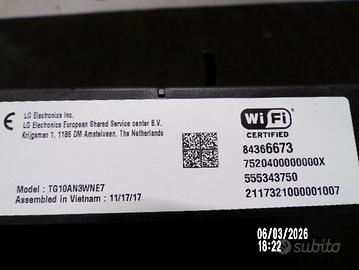 LG Electronics Inc.
LG Electronics European Shared Service center B.V.
Krijgsman 1, 1186 DM Amstelveen, The Netherlands
Wi Fi
CERTIFIED
84366673
7520400000000X
555343750
2117321000001007
Model : TG10AN3WNE7
Assembled in Vietnam : 11/17/17
06/03/2026
18:22
subito